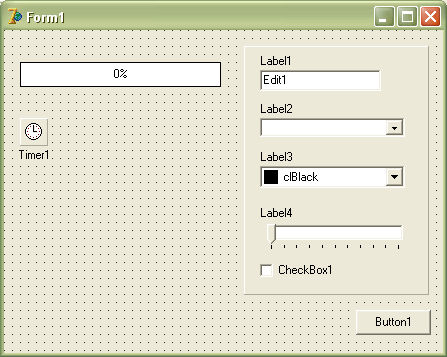 Form1
0%
Timer1
Label1
Edit1
Label2
Label3
clBlack
Label4
CheckBox1
Button1